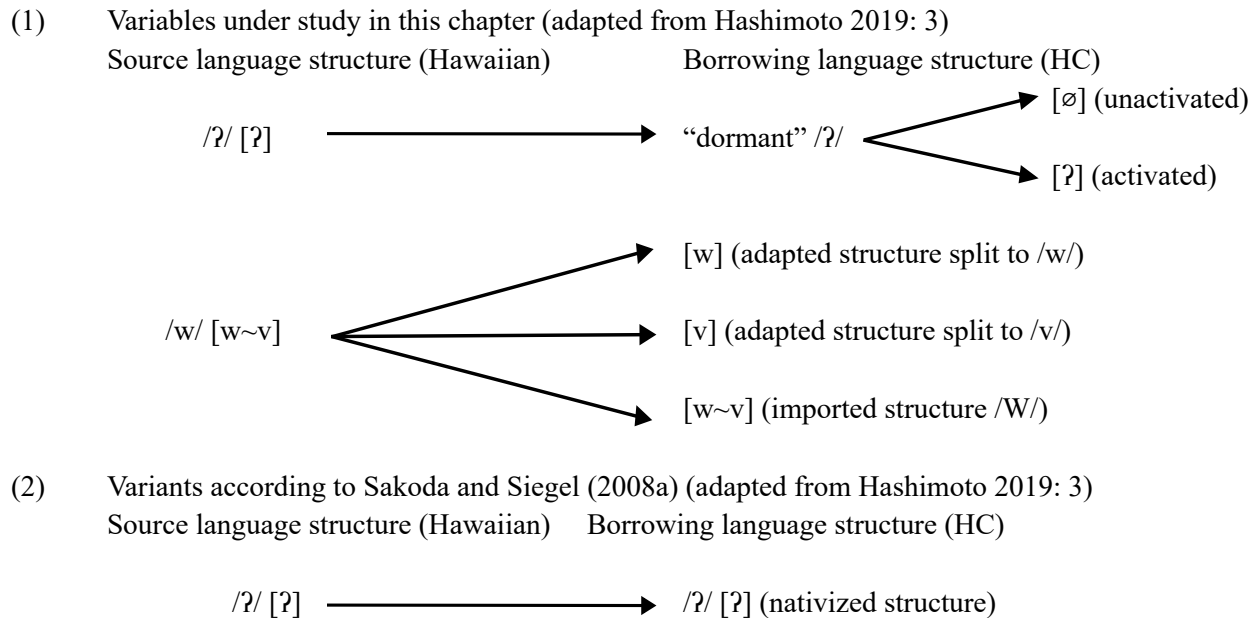 (1) Variables under study in this chapter (adapted from Hashimoto 2019: 3)
Source language structure (Hawaiian) Borrowing language structure (HC)
[∅] (unactivated)
/ʔ/ [ʔ] “dormant” /ʔ/
[ʔ] (activated)
[w] (adapted structure split to /w/)
/w/ [w~v] [v] (adapted structure split to /v/)
[w~v] (imported structure /W/)
(2) Variants according to Sakoda and Siegel (2008a) (adapted from Hashimoto 2019: 3)
Source language structure (Hawaiian) Borrowing language structure (HC)
/ʔ/ [ʔ] /ʔ/ [ʔ] (nativized structure)